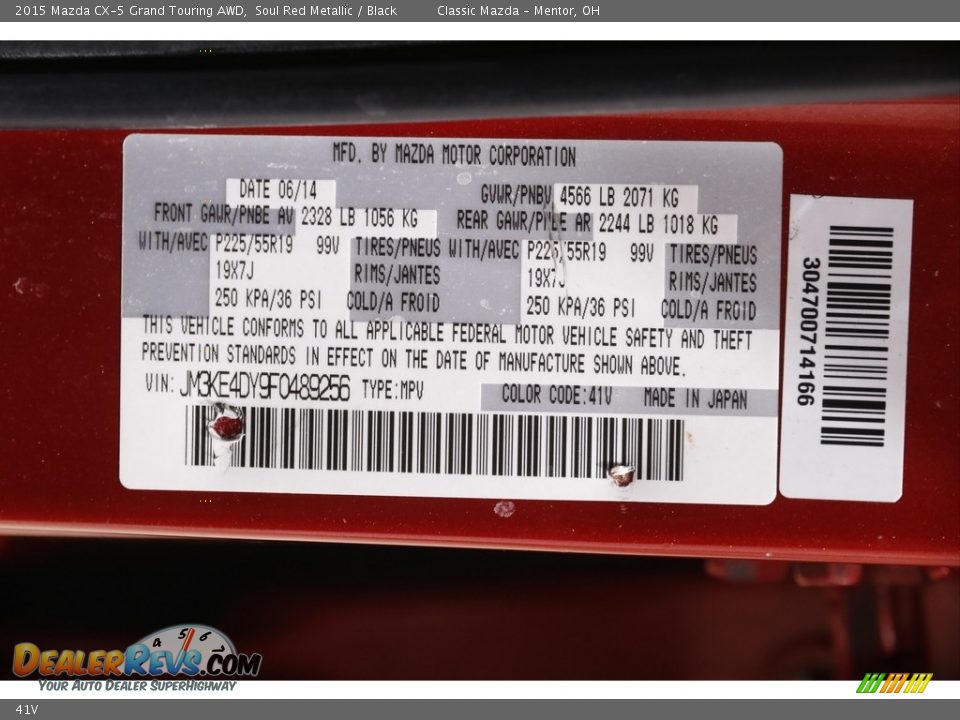 2015 Mazda CX-5 Grand Touring AWD, Soul Red Metallic / Black Classic Mazda - Mentor, OH
MFD. BY MAZDA MOTOR CORPORATION
DATE 06/14 GVWR/PNBV 4566 LB 2071 KG
FRONT GAWR/PNBE AV 2328 LB 1056 KG REAR GAWR/PNBE AR 2244 LB 1018 KG
WITH/AVEC P225/55R19 99V TIRES/PNEUS WITH/AVEC P225/55R19 99V TIRES/PNEUS
19X7J RIMS/JANTES 19X7J RIMS/JANTES
250 KPA/36 PSI COLD/A FROID 250 KPA/36 PSI COLD/A FROID
THIS VEHICLE CONFORMS TO ALL APPLICABLE FEDERAL MOTOR VEHICLE SAFETY AND THEFT
PREVENTION STANDARDS IN EFFECT ON THE DATE OF MANUFACTURE SHOWN ABOVE.
VIN: JM3KE4DY9F0489256 TYPE:MPV COLOR CODE:41V MADE IN JAPAN
304700714166
4 5 6
DEALERREVS.COM
YOUR AUTO DEALER SUPERHIGHWAY
41V